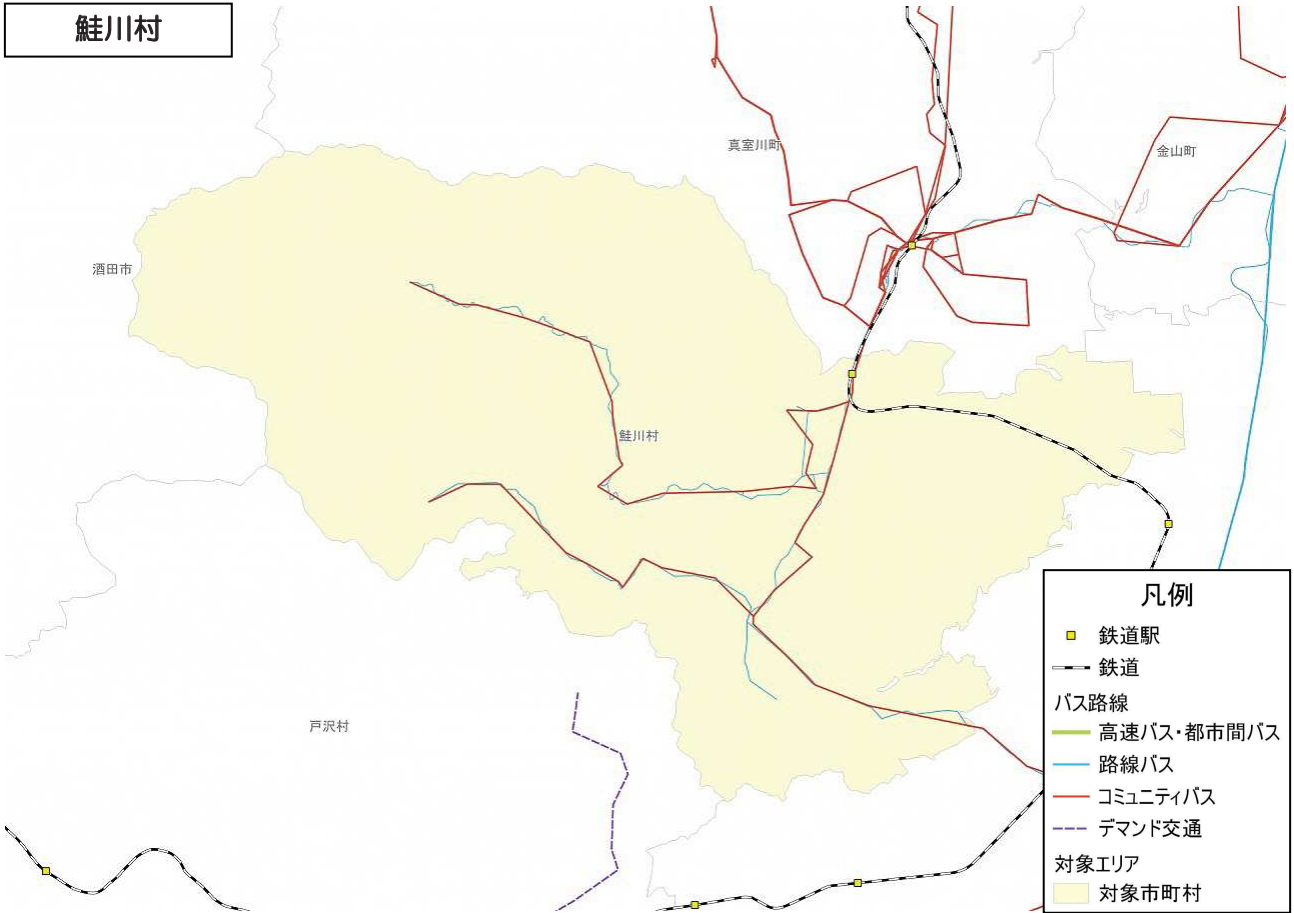 鮭川村
真室川町
金山町
酒田市
鮭川村
戸沢村
凡例
鉄道駅
鉄道
バス路線
高速バス・都市間バス
路線バス
コミュニティバス
デマンド交通
対象エリア
対象市町村